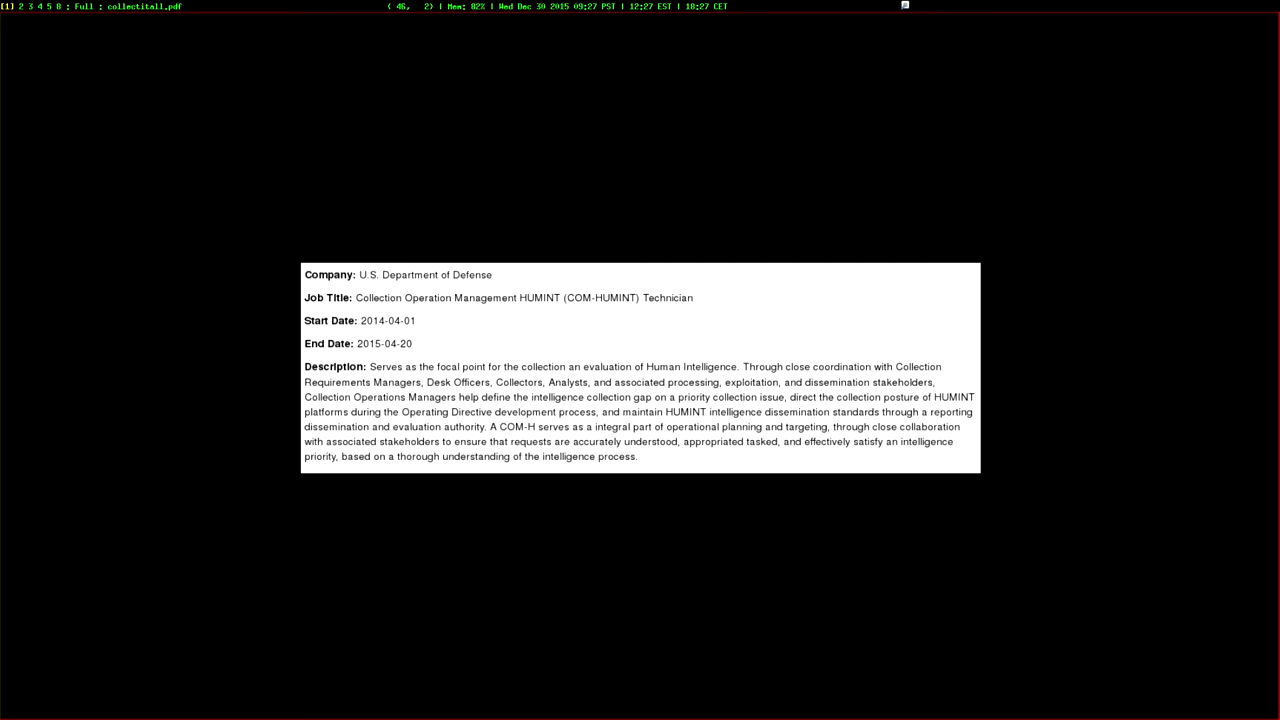 [1] 2 3 4 5 8 : Full : collectitall.pdf ( 46, 2) | Mem: 82% | Wed Dec 30 2015 09:27 PST | 12:27 EST | 18:27 CET
Company: U.S. Department of Defense
Job Title: Collection Operation Management HUMINT (COM-HUMINT) Technician
Start Date: 2014-04-01
End Date: 2015-04-20
Description: Serves as the focal point for the collection an evaluation of Human Intelligence. Through close coordination with Collection
Requirements Managers, Desk Officers, Collectors, Analysts, and associated processing, exploitation, and dissemination stakeholders,
Collection Operations Managers help define the intelligence collection gap on a priority collection issue, direct the collection posture of HUMINT
platforms during the Operating Directive development process, and maintain HUMINT intelligence dissemination standards through a reporting
dissemination and evaluation authority. A COM-H serves as a integral part of operational planning and targeting, through close collaboration
with associated stakeholders to ensure that requests are accurately understood, appropriated tasked, and effectively satisfy an intelligence
priority, based on a thorough understanding of the intelligence process.